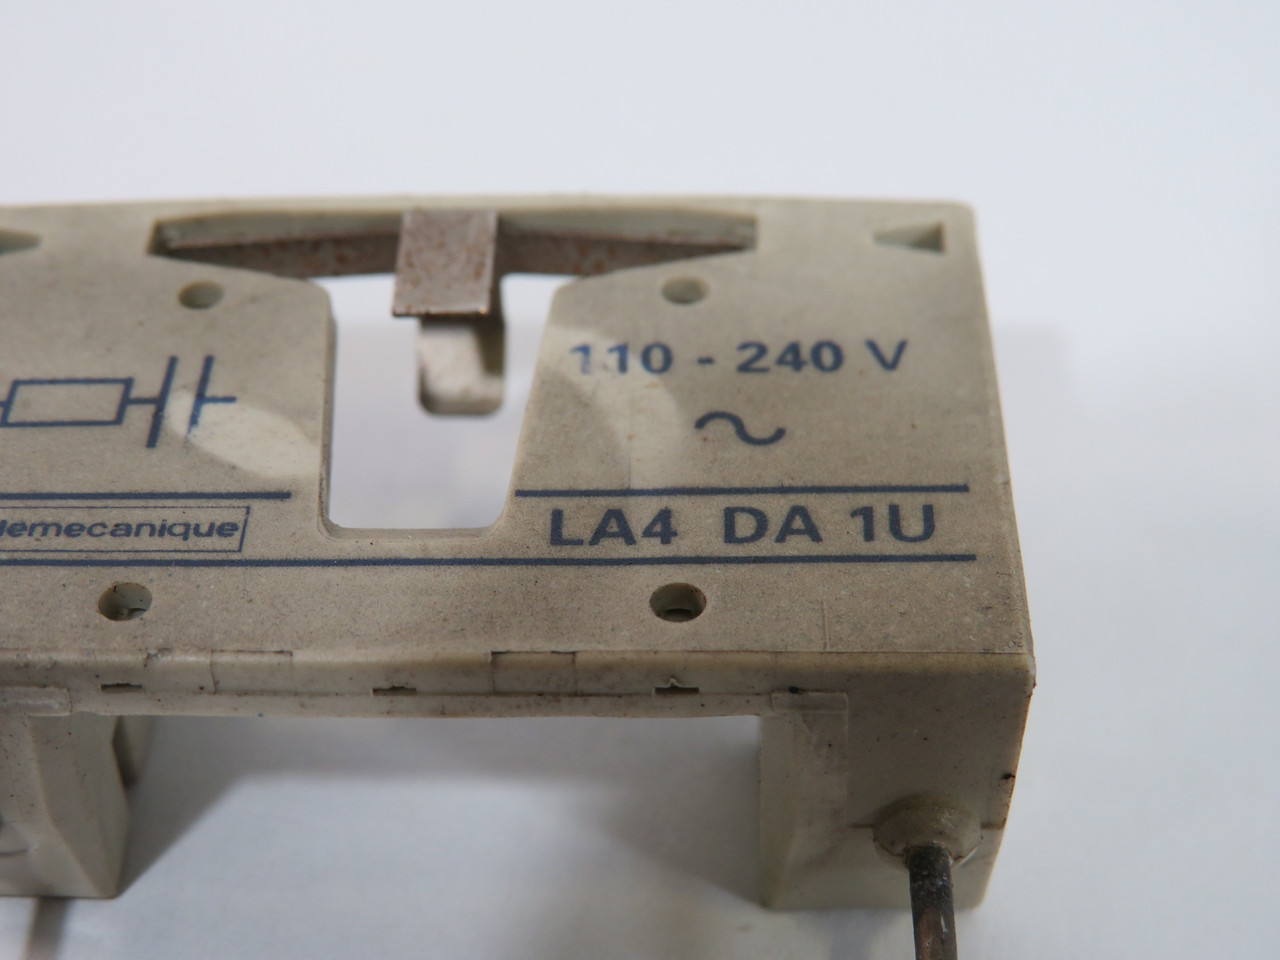 110 - 240 V
~
lemecanique
LA4 DA 1U